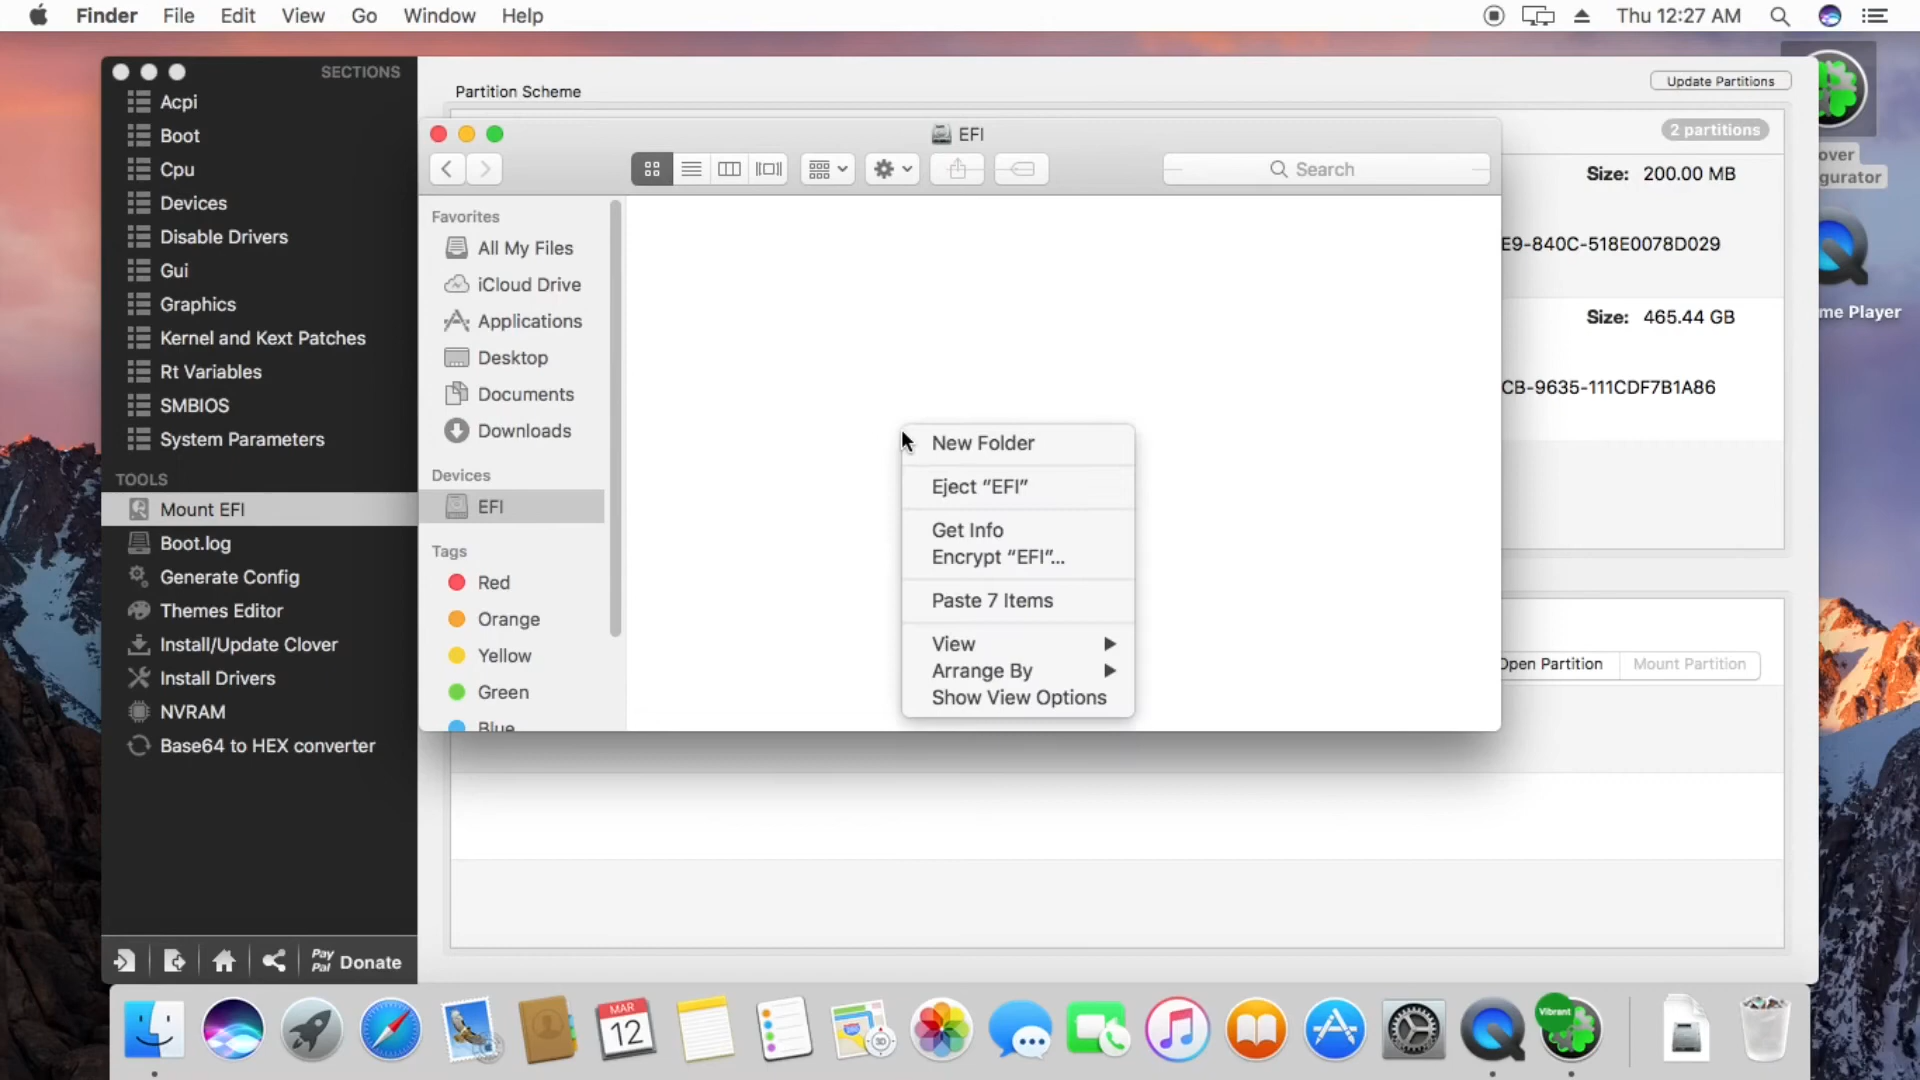 Finder File Edit View Go Window Help
Thu 12:27 AM
SECTIONS
Acpi
Boot
Cpu
Devices
Disable Drivers
Gui
Graphics
Kernel and Kext Patches
Rt Variables
SMBIOS
System Parameters
TOOLS
Mount EFI
Boot.log
Generate Config
Themes Editor
Install/Update Clover
Install Drivers
NVRAM
Base64 to HEX converter
Pay Pal Donate
Partition Scheme
Update Partitions
2 partitions
Size: 200.00 MB
E9-840C-518E0078D029
Size: 465.44 GB
CB-9635-111CDF7B1A86
Open Partition
Mount Partition
EFI
Search
Favorites
All My Files
iCloud Drive
Applications
Desktop
Documents
Downloads
Devices
EFI
Tags
Red
Orange
Yellow
Green
Blue
New Folder
Eject “EFI”
Get Info
Encrypt “EFI”...
Paste 7 Items
View
Arrange By
Show View Options
over
gurator
me Player
MAR
12
3D
Vibrant